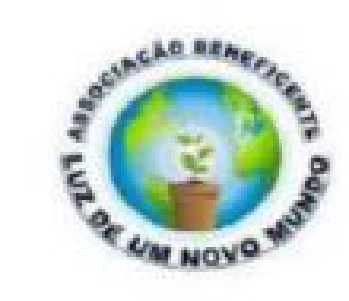 ASSOCIAÇÃO BENEFICENTE
LUZ DE UM NOVO MUNDO